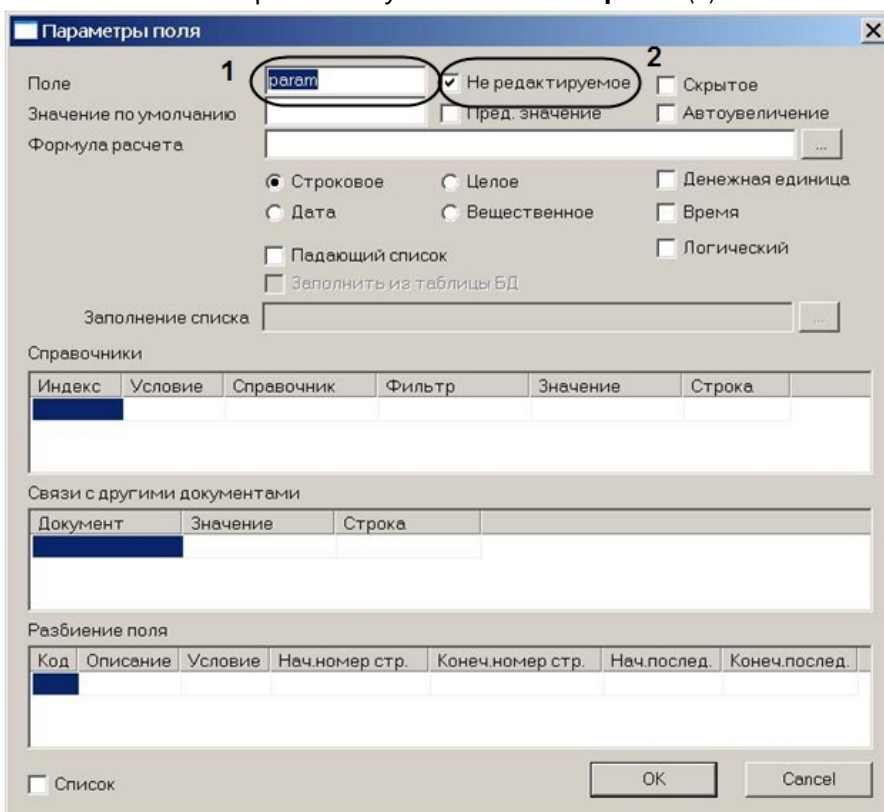 Параметры поля
1
2
Поле param Не редактируемое Скрытое
Значение по умолчанию Пред. значение Автоувеличение
Формула расчета ...
Строковое Целое Денежная единица
Дата Вещественное Время
Падающий список Логический
Заполнить из таблицы БД
Заполнение списка ...
Справочники
Индекс Условие Справочник Фильтр Значение Строка
Связи с другими документами
Документ Значение Строка
Разбиение поля
Код Описание Условие Нач.номер стр. Конеч.номер стр. Нач.послед. Конеч.послед.
Список OK Cancel